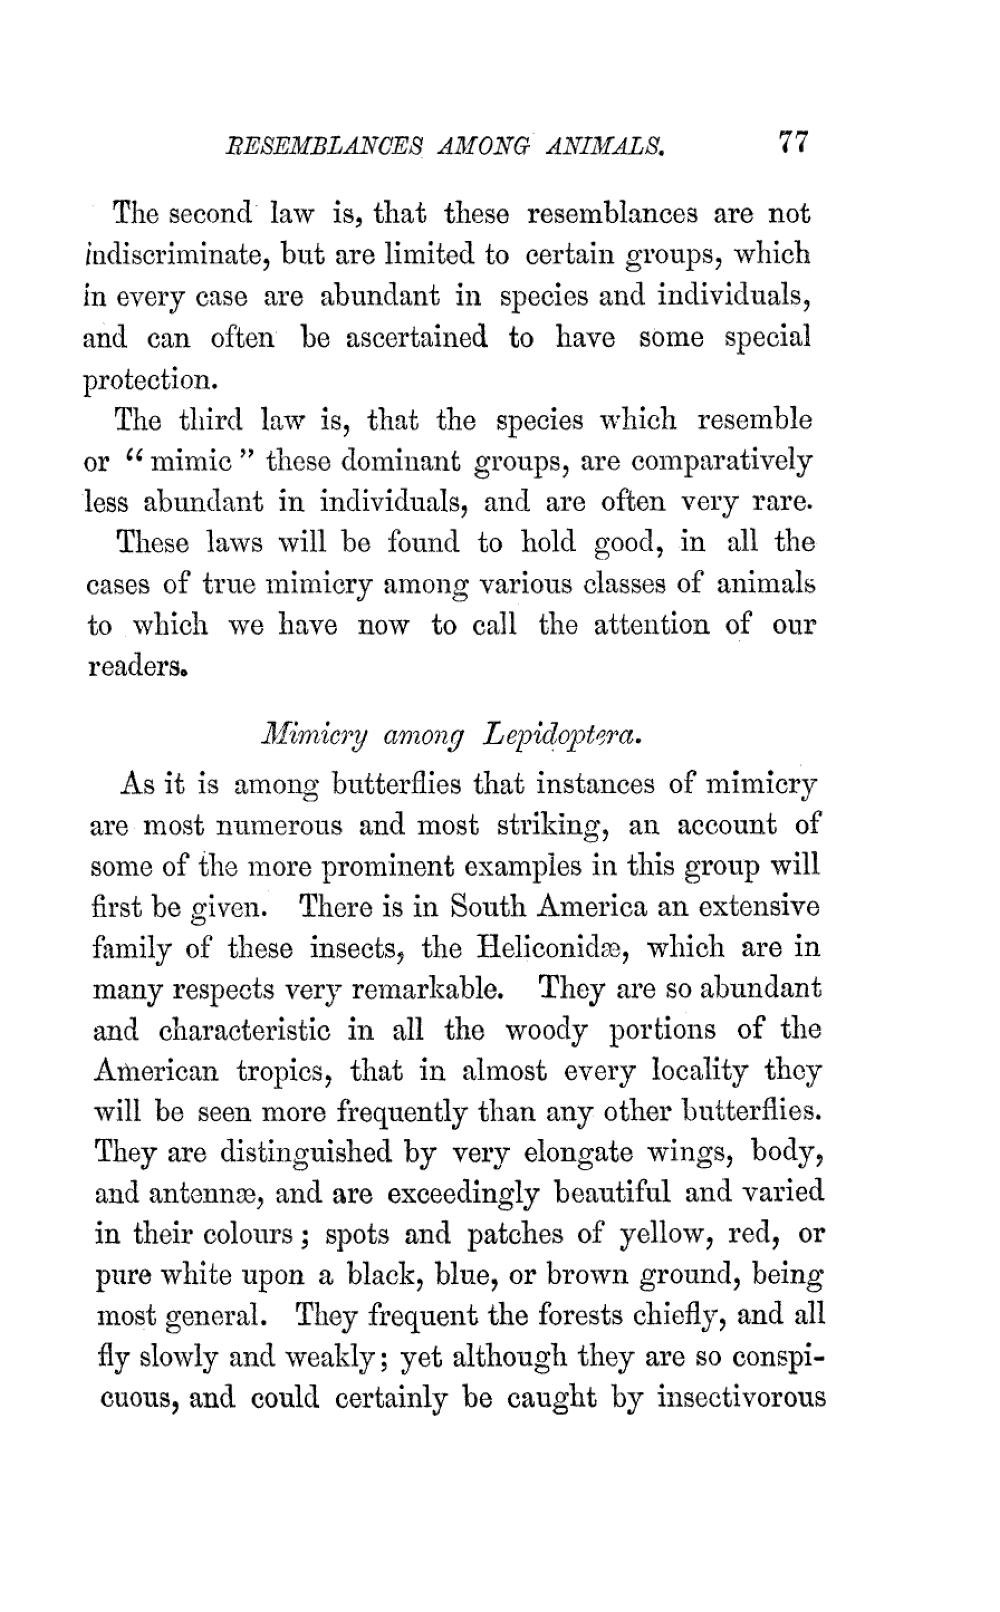 RESEMBLANCES AMONG ANIMALS. 77
The second law is, that these resemblances are not
indiscriminate, but are limited to certain groups, which
in every case are abundant in species and individuals,
and can often be ascertained to have some special
protection.
The third law is, that the species which resemble
or “mimic” these dominant groups, are comparatively
less abundant in individuals, and are often very rare.
These laws will be found to hold good, in all the
cases of true mimicry among various classes of animals
to which we have now to call the attention of our
readers.
Mimicry among Lepidoptera.
As it is among butterflies that instances of mimicry
are most numerous and most striking, an account of
some of the more prominent examples in this group will
first be given. There is in South America an extensive
family of these insects, the Heliconidæ, which are in
many respects very remarkable. They are so abundant
and characteristic in all the woody portions of the
American tropics, that in almost every locality they
will be seen more frequently than any other butterflies.
They are distinguished by very elongate wings, body,
and antennæ, and are exceedingly beautiful and varied
in their colours; spots and patches of yellow, red, or
pure white upon a black, blue, or brown ground, being
most general. They frequent the forests chiefly, and all
fly slowly and weakly; yet although they are so conspi-
cuous, and could certainly be caught by insectivorous